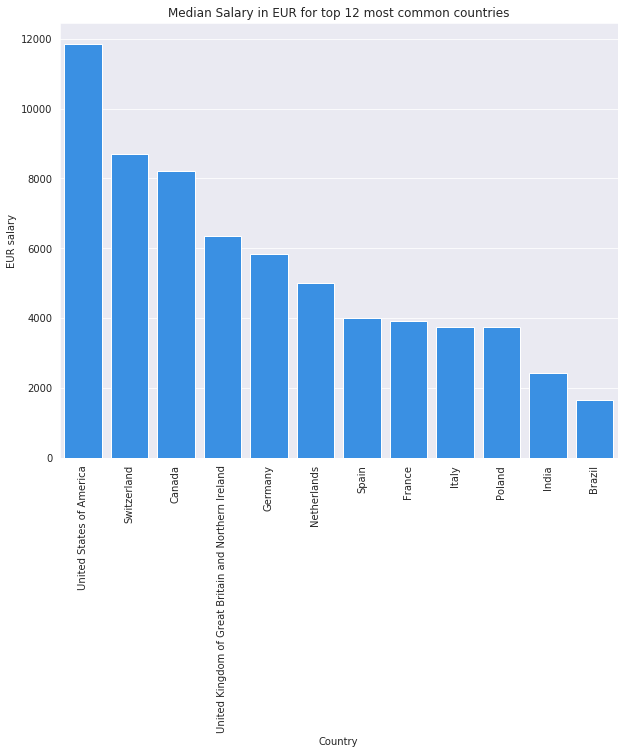 Median Salary in EUR for top 12 most common countries
12000
10000
8000
6000
4000
2000
0
EUR salary
United States of America
Switzerland
Canada
United Kingdom of Great Britain and Northern Ireland
Germany
Netherlands
Spain
France
Italy
Poland
India
Brazil
Country